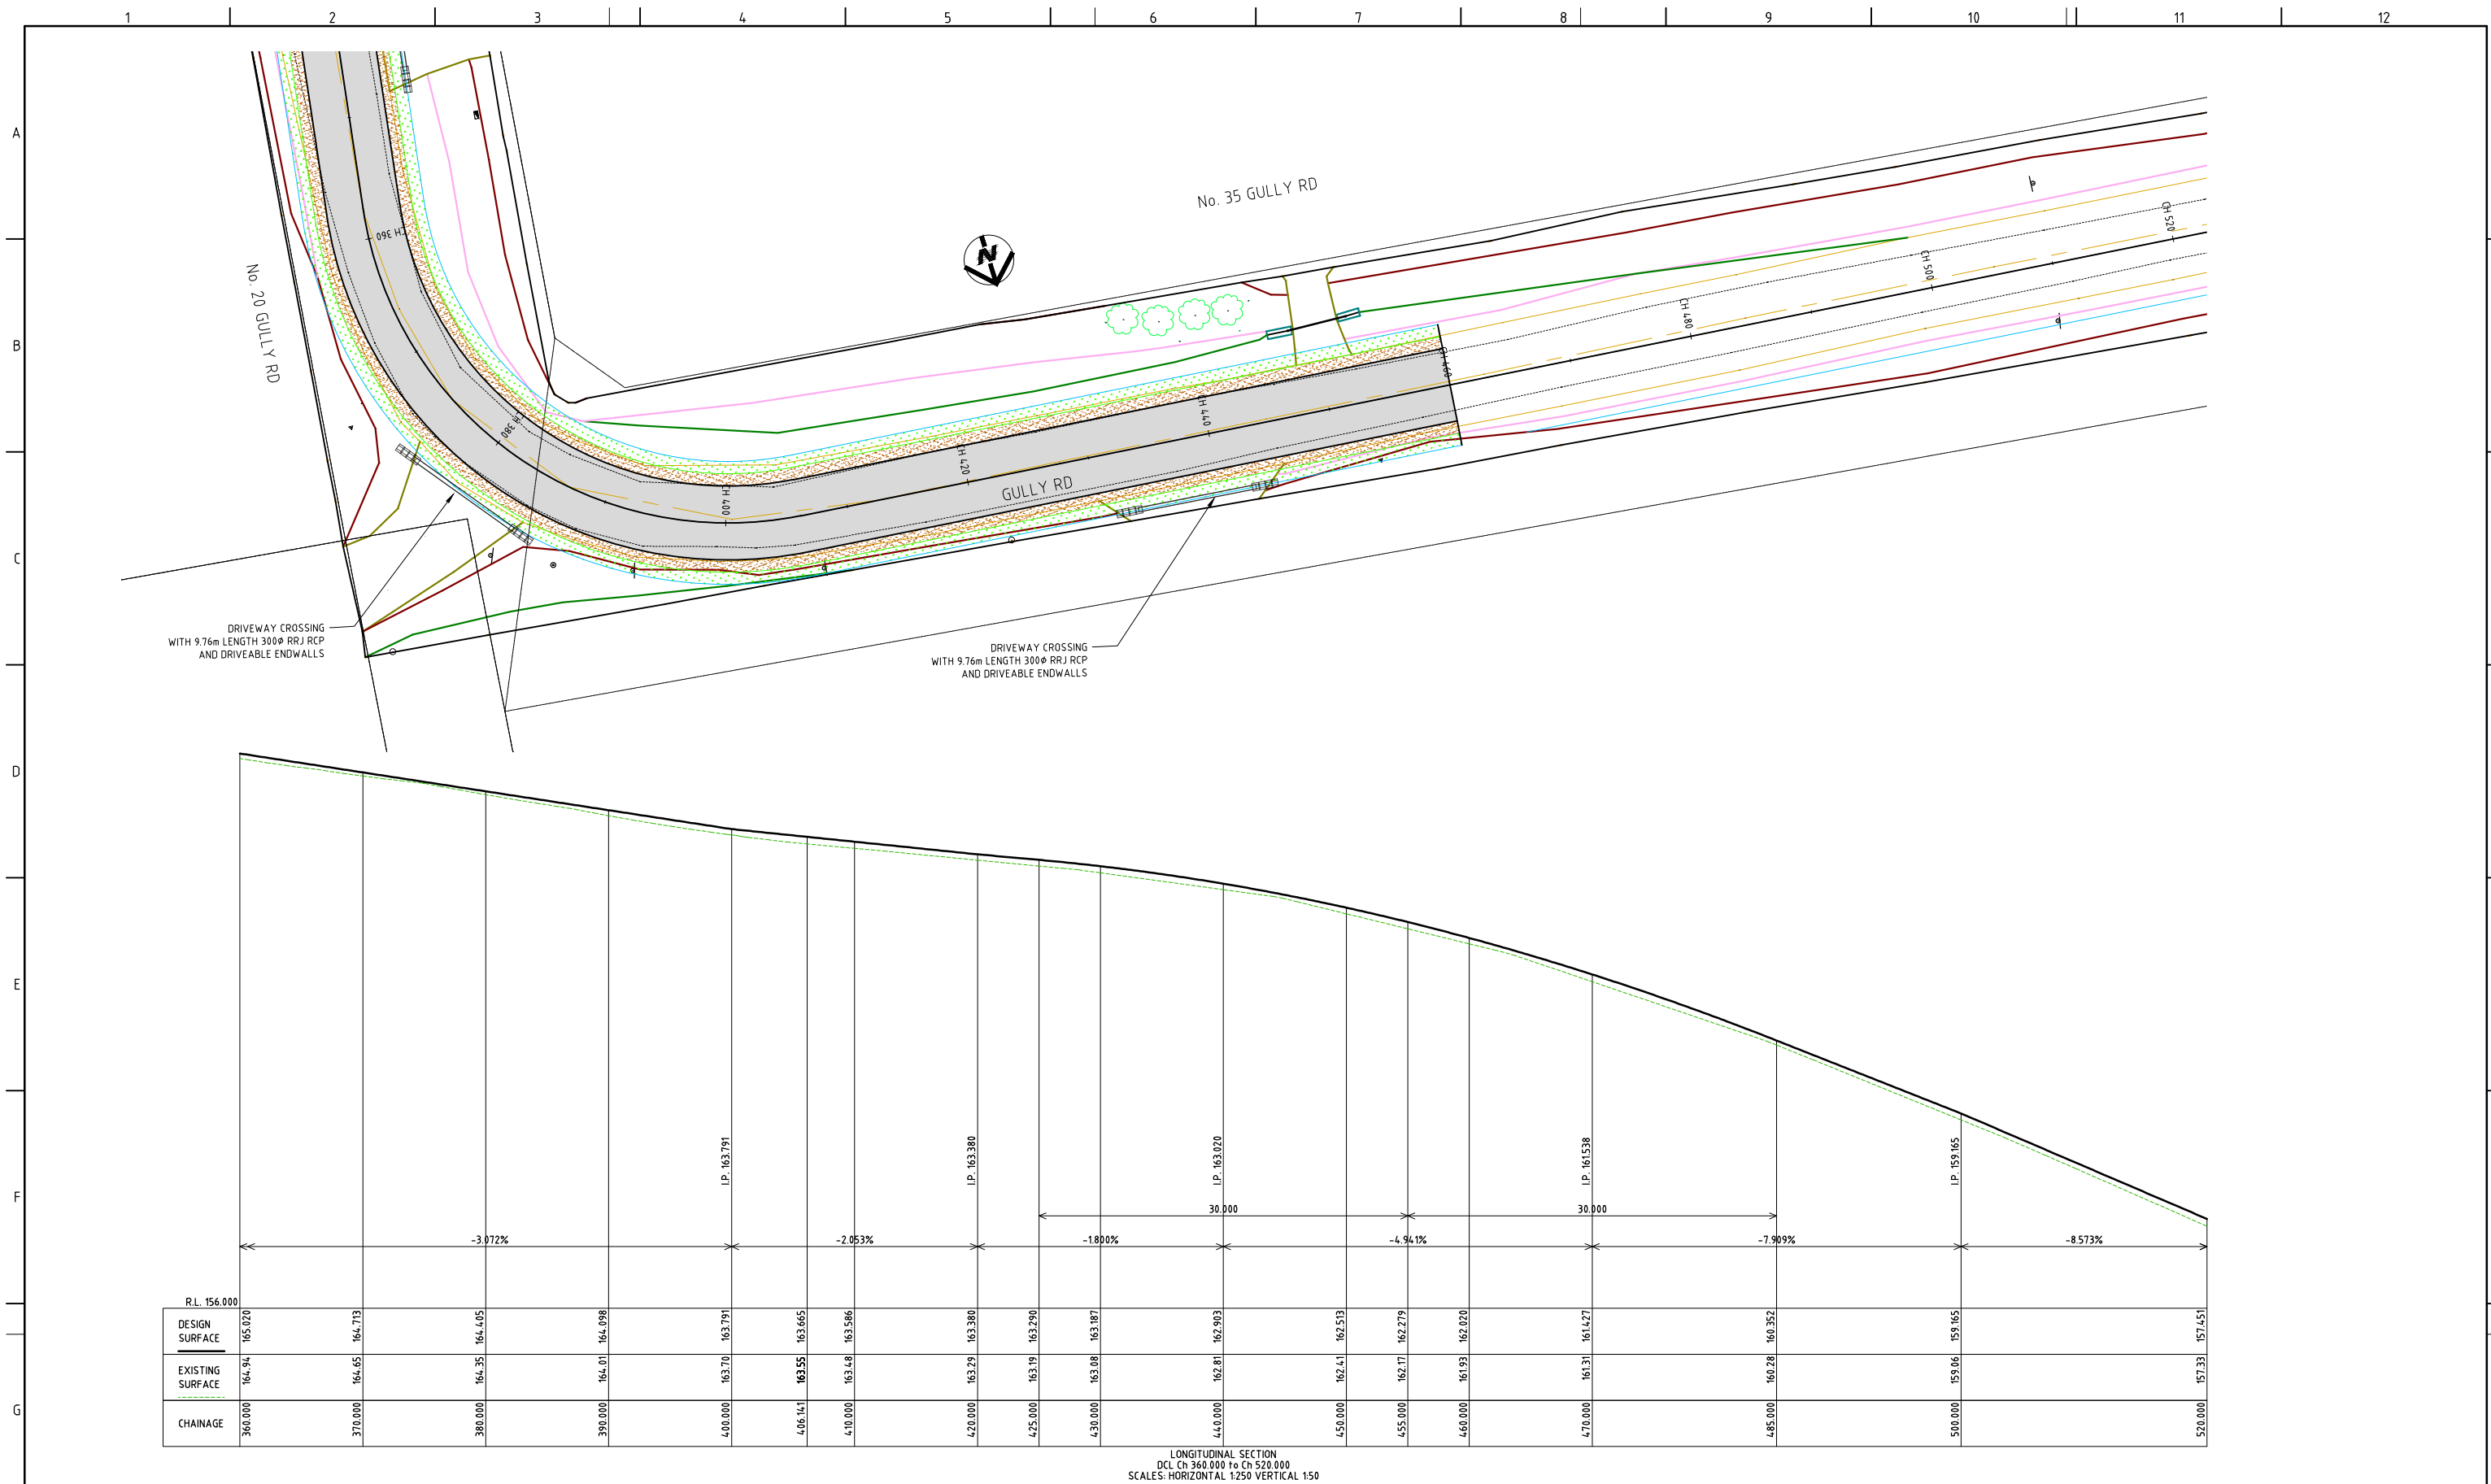 1 2 3 4 5 6 7 8 9 10 11 12
A
B
C
D
E
F
G
No. 35 GULLY RD
No. 20 GULLY RD
N
CH 360
CH 380
CH 400
CH 420
CH 440
CH 460
CH 480
CH 500
CH 520
GULLY RD
DRIVEWAY CROSSING
WITH 9.76m LENGTH 300Ø RRJ RCP
AND DRIVEABLE ENDWALLS
DRIVEWAY CROSSING
WITH 9.76m LENGTH 300Ø RRJ RCP
AND DRIVEABLE ENDWALLS
I.P. 163.791
I.P. 163.380
I.P. 163.020
I.P. 161.538
I.P. 159.165
30.000 30.000
-3.072% -2.053% -1.800% -4.941% -7.909% -8.573%
R.L. 156.000
DESIGN
SURFACE
165.020 164.713 164.405 164.098 163.791 163.665 163.586 163.380 163.290 163.187 162.903 162.513 162.279 162.020 161.427 160.352 159.165 157.451
EXISTING
SURFACE
164.94 164.65 164.35 164.01 163.70 163.55 163.48 163.29 163.19 163.08 162.81 162.41 162.17 161.93 161.31 160.28 159.06 157.33
CHAINAGE
360.000 370.000 380.000 390.000 400.000 406.141 410.000 420.000 425.000 430.000 440.000 450.000 455.000 460.000 470.000 485.000 500.000 520.000
LONGITUDINAL SECTION
DCL Ch 360.000 to Ch 520.000
SCALES: HORIZONTAL 1:250 VERTICAL 1:50